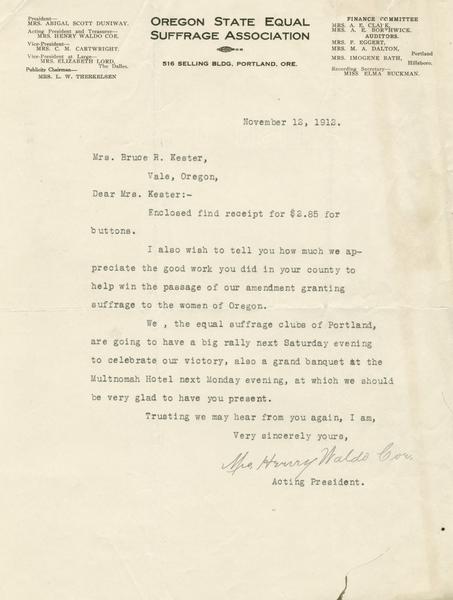 President—
MRS. ABIGAL SCOTT DUNIWAY.
Acting President and Treasurer—
MRS. HENRY WALDO COE.
Vice-President—
MRS. C. M. CARTWRIGHT.
Vice-President at Large—
MRS. ELIZABETH LORD,
The Dalles.
Publicity Chairman—
MRS. L. W. THERKELSEN
OREGON STATE EQUAL
SUFFRAGE ASSOCIATION
516 SELLING BLDG, PORTLAND, ORE.
FINANCE COMMITTEE
MRS. A. E. CLARK,
MRS. A. E. BORTHWICK.
AUDITORS.
MRS. F. EGGERT,
MRS. M. A. DALTON,
Portland
MRS. IMOGENE BATH,
Hillsboro.
Recording Secretary—
MISS ELMA BUCKMAN.
November 12, 1912.
Mrs. Bruce R. Kester,
Vale, Oregon,
Dear Mrs. Kester:-
Enclosed find receipt for $2.85 for
buttons.
I also wish to tell you how much we ap-
preciate the good work you did in your county to
help win the passage of our amendment granting
suffrage to the women of Oregon.
We , the equal suffrage clubs of Portland,
are going to have a big rally next Saturday evening
to celebrate our victory, also a grand banquet at the
Multnomah Hotel next Monday evening, at which we should
be very glad to have you present.
Trusting we may hear from you again, I am,
Very sincerely yours,
Mrs Henry Waldo Coe.
Acting President.